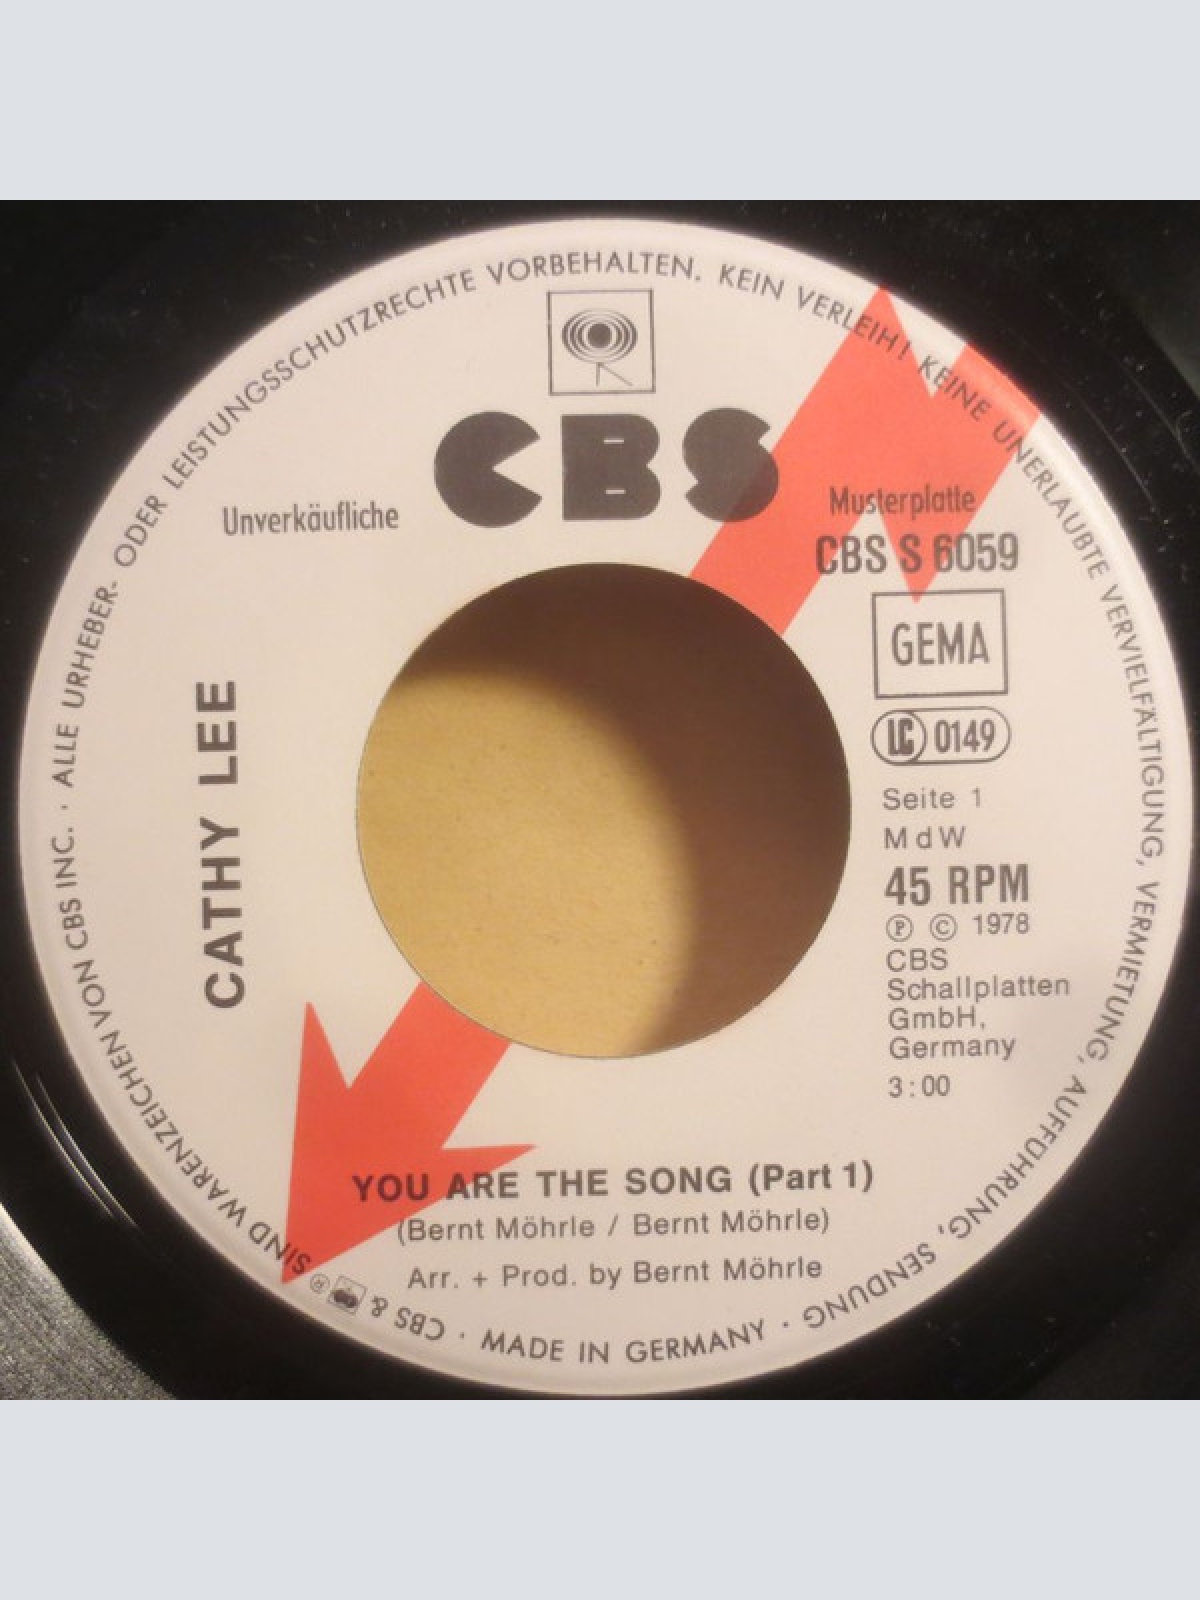 ALLE URHEBER- ODER LEISTUNGSSCHUTZRECHTE VORBEHALTEN. KEIN VERLEIH! KEINE UNERLAUBTE VERVIELFÄLTIGUNG, VERMIETUNG, AUFFÜHRUNG, SENDUNG,
CBS
Unverkäufliche
Musterplatte
CBS S 6059
GEMA
LC 0149
CATHY LEE
Seite 1
MdW
45 RPM
Ⓟ © 1978
CBS
Schallplatten
GmbH,
Germany
3:00
YOU ARE THE SONG (Part 1)
(Bernt Möhrle / Bernt Möhrle)
Arr. + Prod. by Bernt Möhrle
· MADE IN GERMANY ·
CBS & ® SIND WARENZEICHEN VON CBS INC. ·